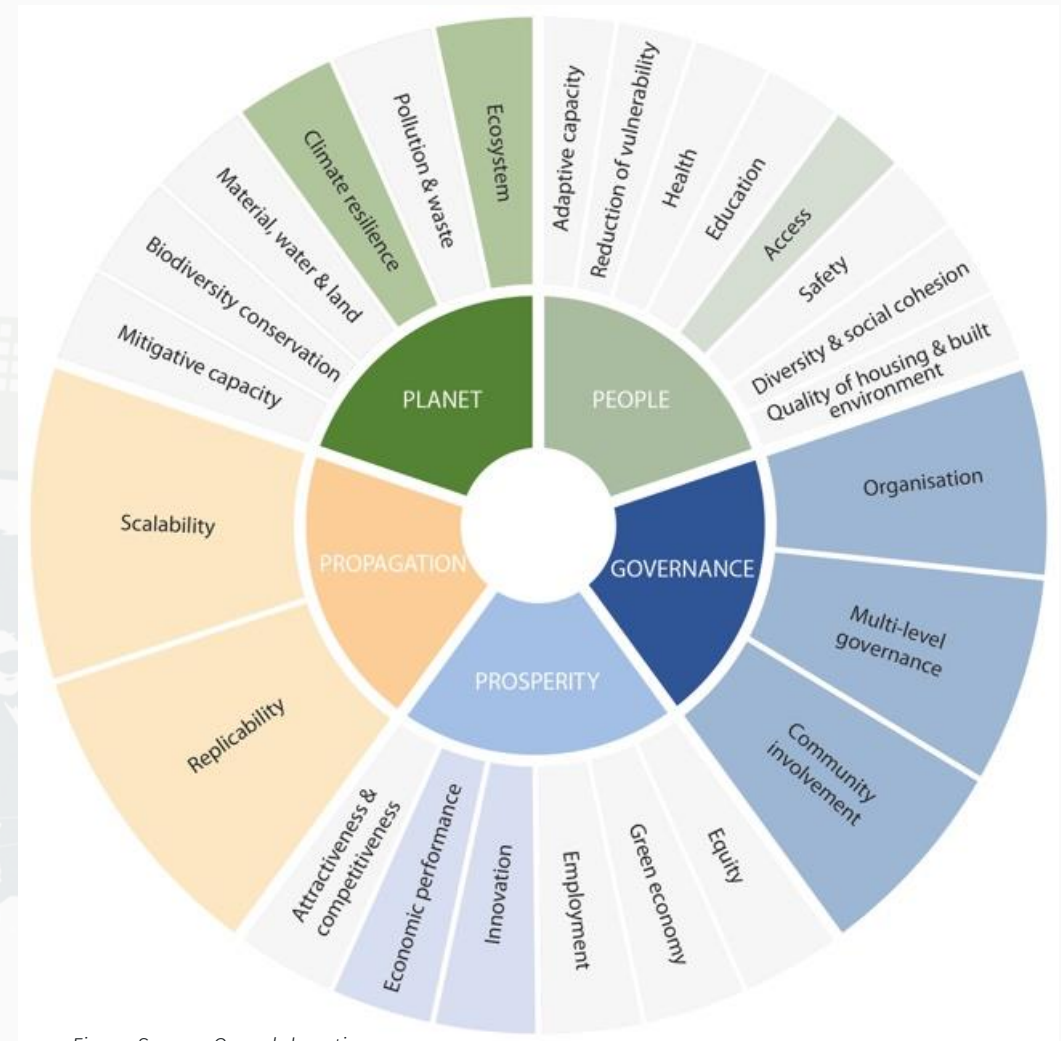 Ecosystem
Pollution & waste
Climate resilience
Material, water & land
Biodiversity conservation
Mitigative capacity
Adaptive capacity
Reduction of vulnerability
Health
Education
Access
Safety
Diversity & social cohesion
Quality of housing & built
environment
PLANET
PEOPLE
PROPAGATION
GOVERNANCE
PROSPERITY
Scalability
Replicability
Organisation
Multi-level
governance
Community
involvement
Attractiveness &
competitiveness
Economic performance
Innovation
Employment
Green economy
Equity